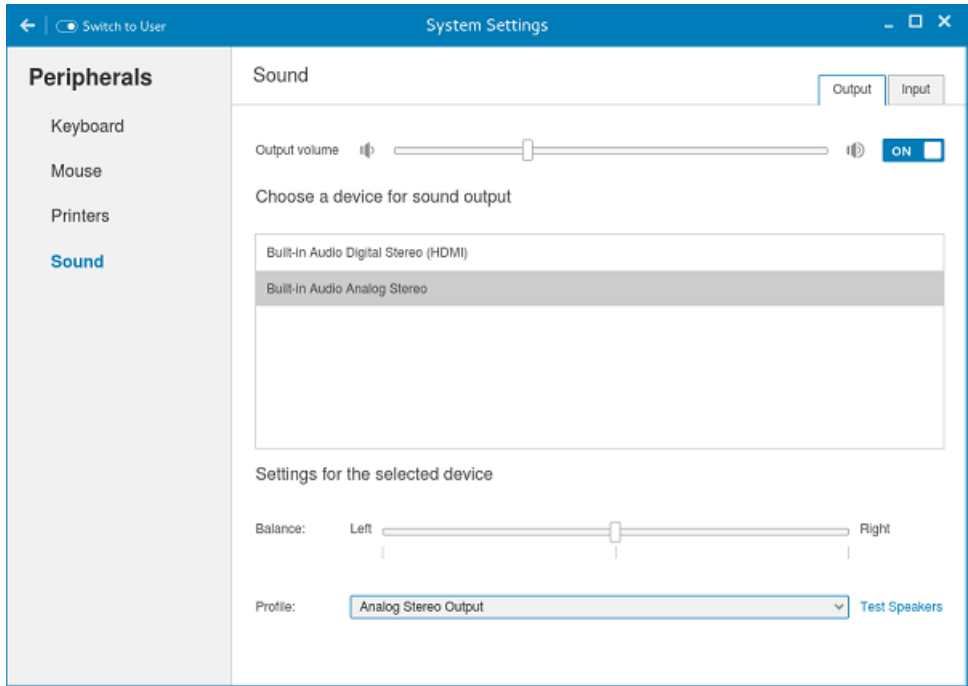 Switch to User
System Settings
Peripherals
Keyboard
Mouse
Printers
Sound
Sound
Output
Input
Output volume
ON
Choose a device for sound output
Built-in Audio Digital Stereo (HDMI)
Built-in Audio Analog Stereo
Settings for the selected device
Balance: Left Right
Profile: Analog Stereo Output Test Speakers